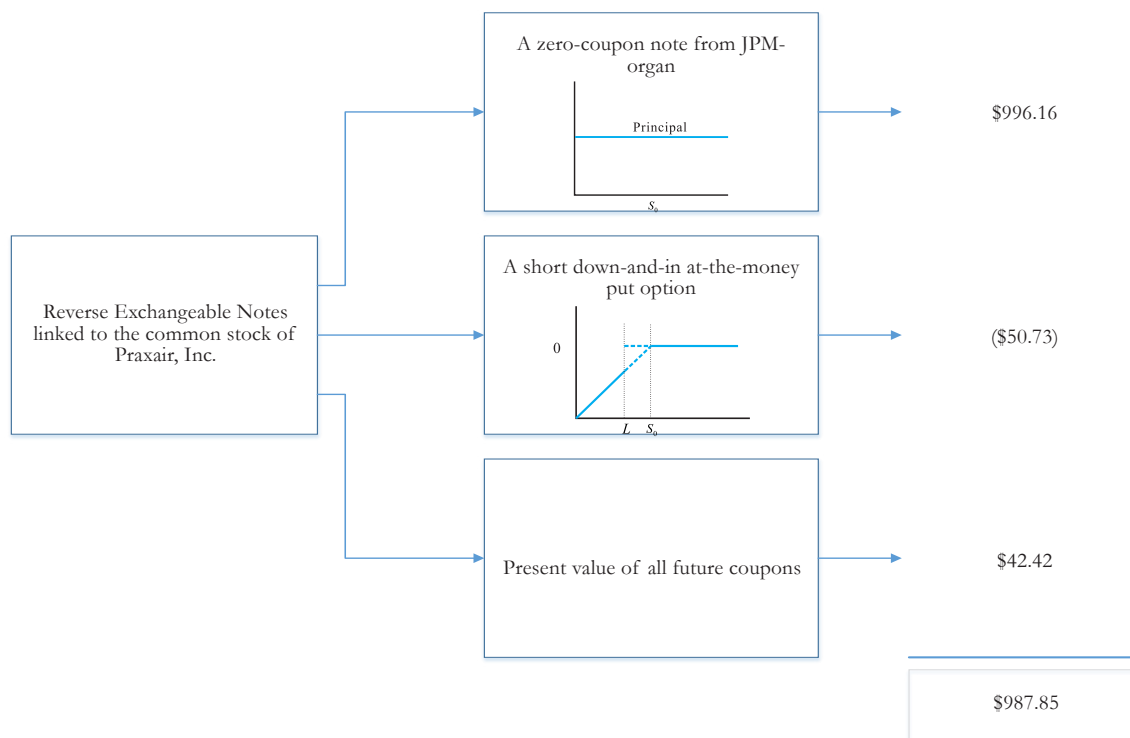 A zero-coupon note from JPM-
organ
Principal
S₀
$996.16
Reverse Exchangeable Notes
linked to the common stock of
Praxair, Inc.
A short down-and-in at-the-money
put option
0
L S₀
($50.73)
Present value of all future coupons
$42.42
$987.85